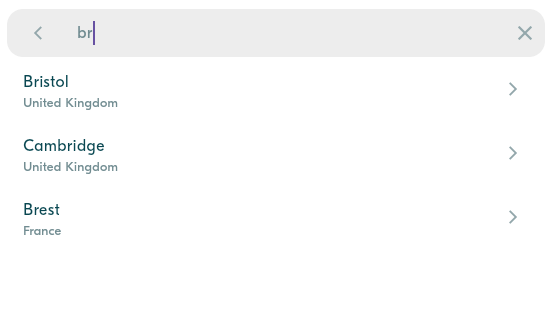 br
Bristol
United Kingdom
Cambridge
United Kingdom
Brest
France